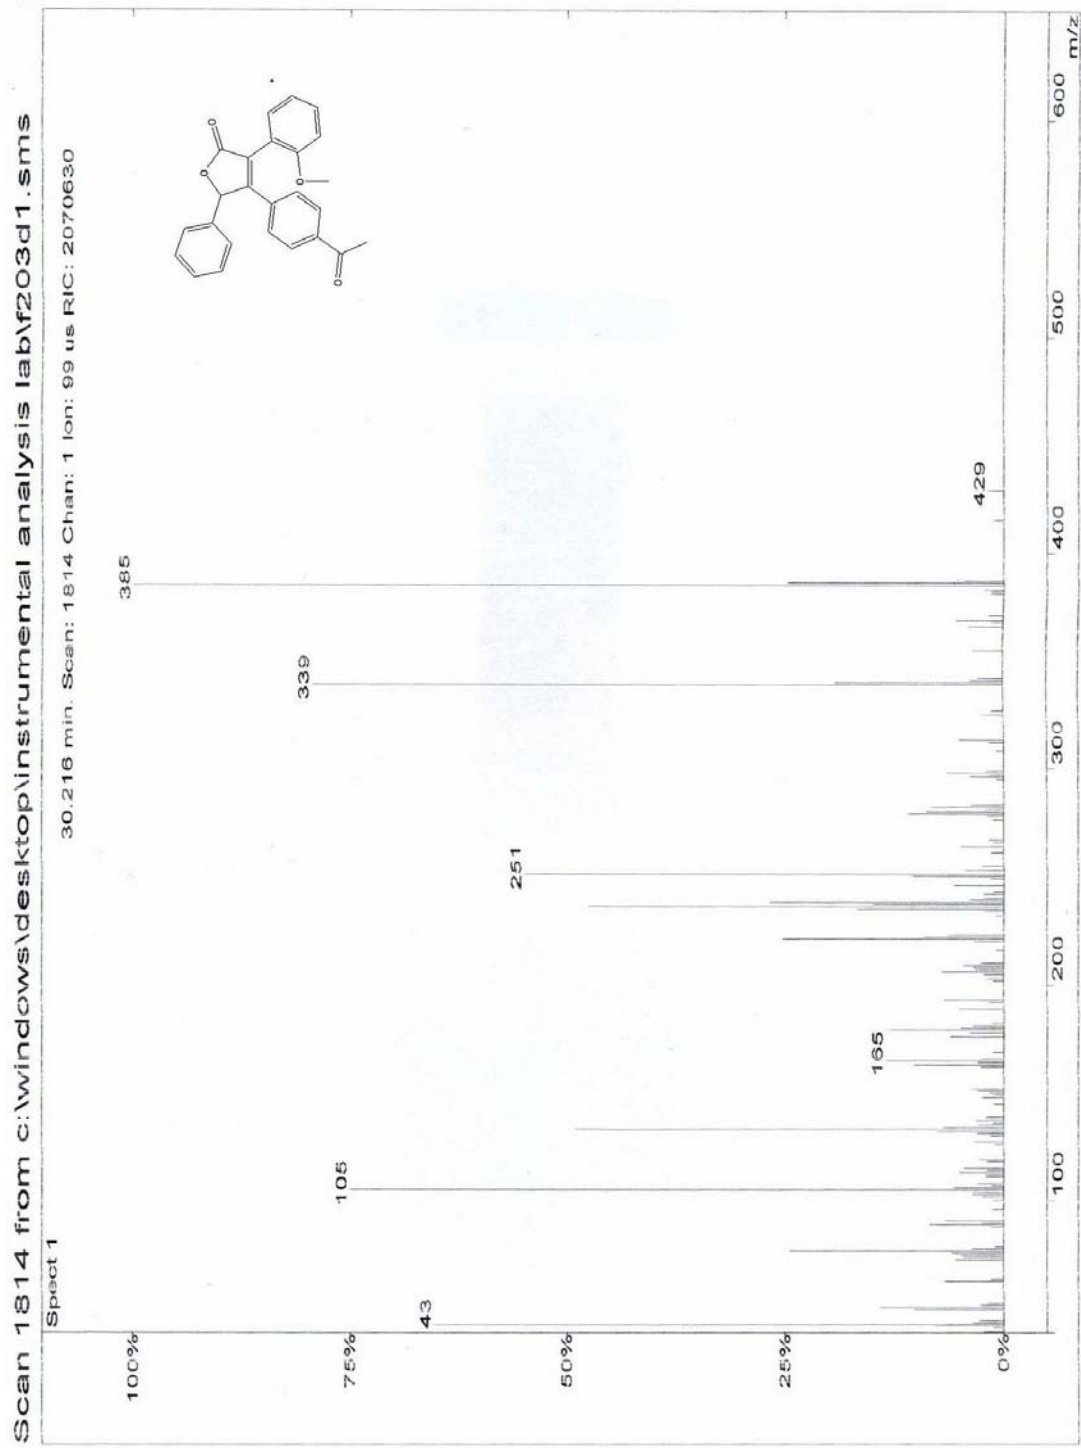 Scan 1814 from c:\windows\desktop\instrumental analysis lab\f203d1.sms
Spect 1
30.216 min. Scan: 1814 Chan: 1 Ion: 99 us RIC: 2070630
100%
75%
50%
25%
0%
43
105
165
251
339
385
429
O
O
O
O
100
200
300
400
500
600
m/z